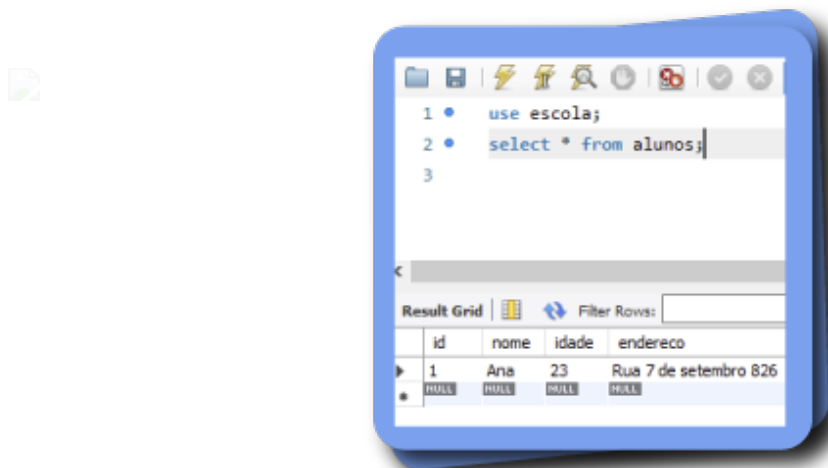 1 use escola;
2 select * from alunos;
3
Result Grid Filter Rows:
id nome idade endereco
1 Ana 23 Rua 7 de setembro 826
NULL NULL NULL NULL